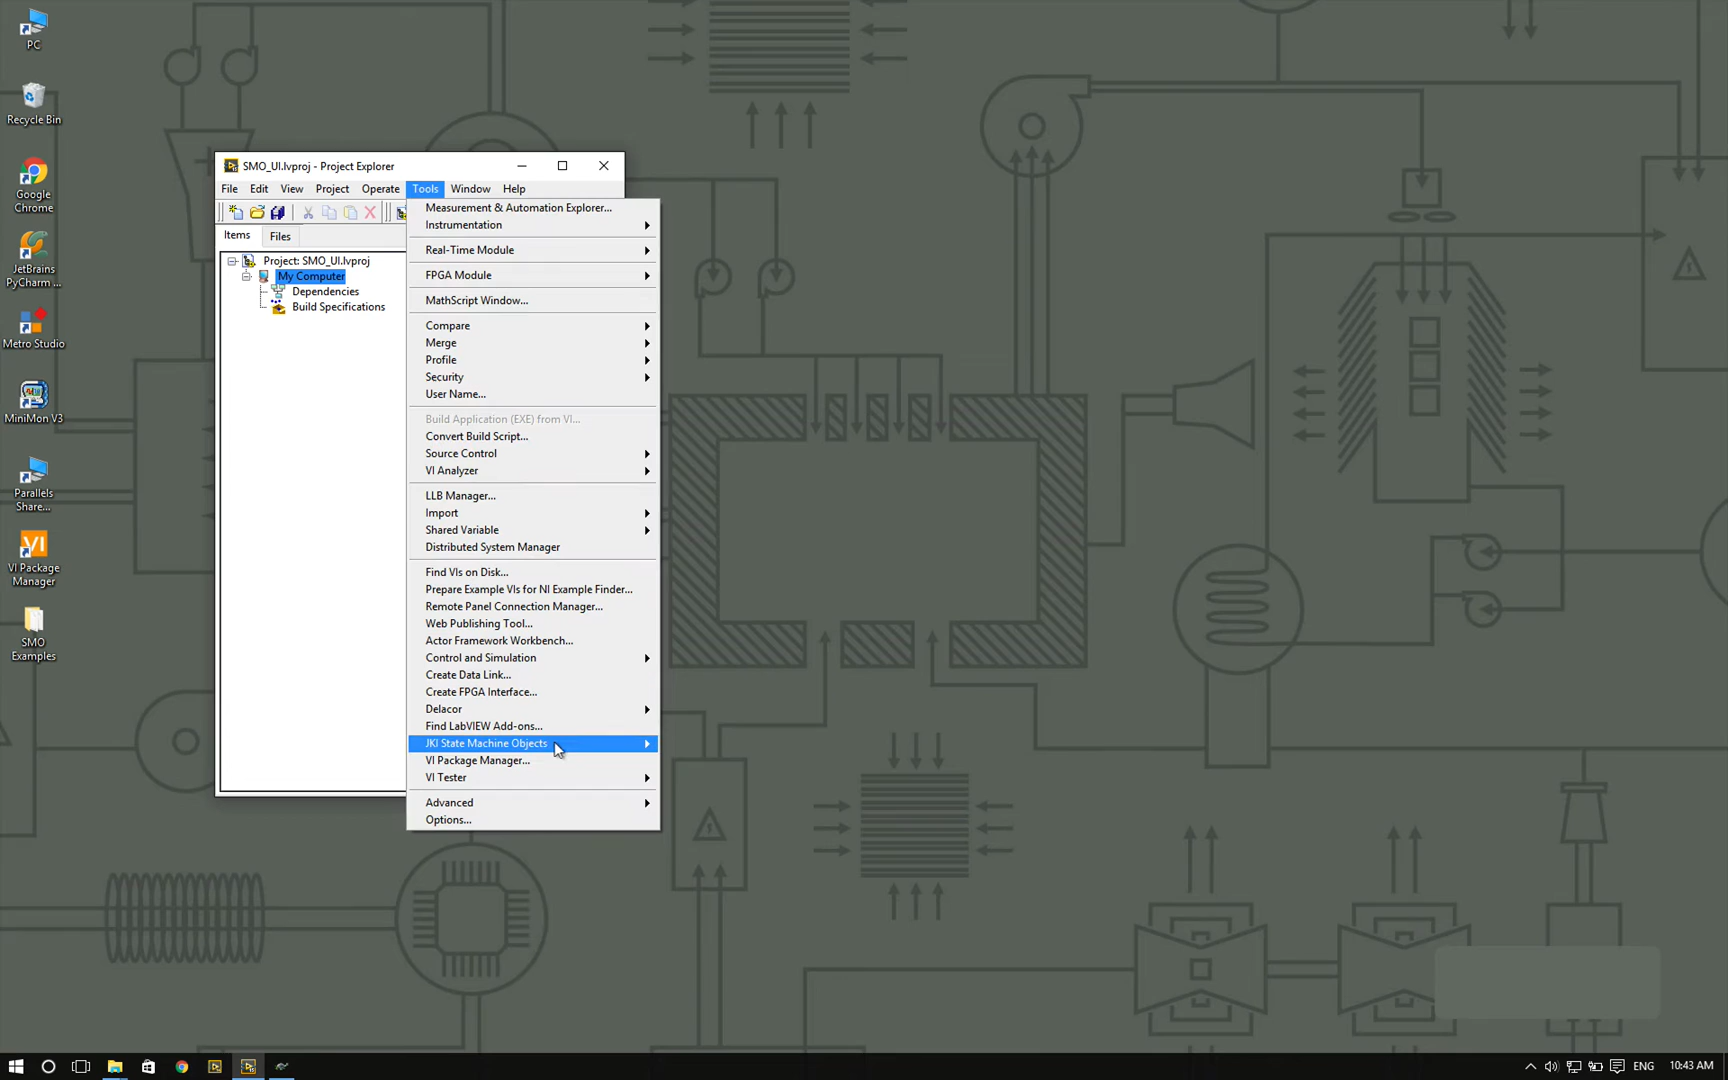 PC
Recycle Bin
Google
Chrome
JetBrains
PyCharm ...
Metro Studio
MiniMon V3
Parallels
Share...
VI Package
Manager
SMO
Examples
SMO_UI.lvproj - Project Explorer
File Edit View Project Operate Tools Window Help
Items Files
Project: SMO_UI.lvproj
My Computer
Dependencies
Build Specifications
Measurement & Automation Explorer...
Instrumentation
Real-Time Module
FPGA Module
MathScript Window...
Compare
Merge
Profile
Security
User Name...
Build Application (EXE) from VI...
Convert Build Script...
Source Control
VI Analyzer
LLB Manager...
Import
Shared Variable
Distributed System Manager
Find VIs on Disk...
Prepare Example VIs for NI Example Finder...
Remote Panel Connection Manager...
Web Publishing Tool...
Actor Framework Workbench...
Control and Simulation
Create Data Link...
Create FPGA Interface...
Delacor
Find LabVIEW Add-ons...
JKI State Machine Objects
VI Package Manager...
VI Tester
Advanced
Options...
ENG 10:43 AM